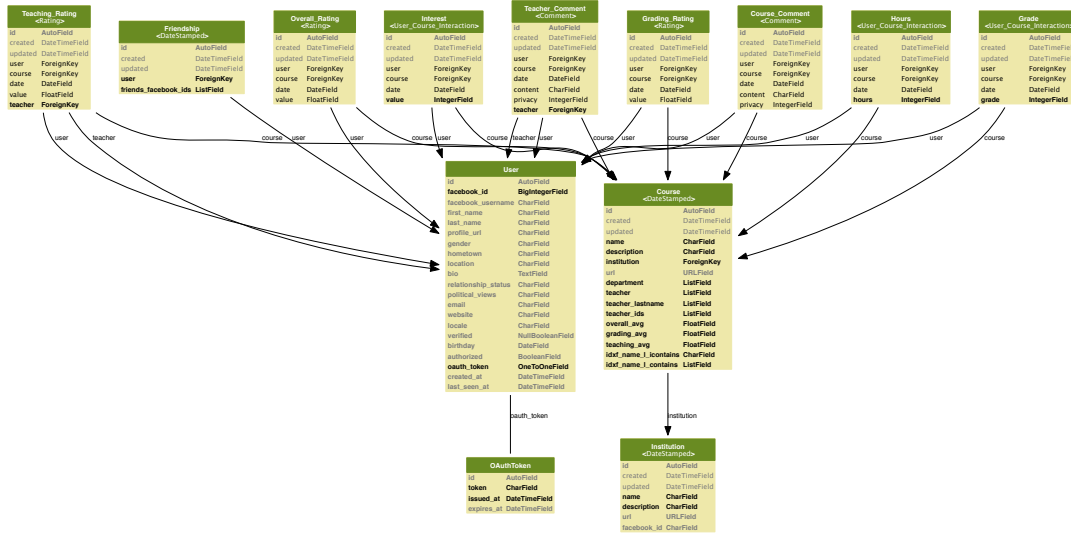 Teaching_Rating
<Rating>
id AutoField
created DateTimeField
updated DateTimeField
user ForeignKey
course ForeignKey
date DateField
value FloatField
teacher ForeignKey
Friendship
<DateStamped>
id AutoField
created DateTimeField
updated DateTimeField
user ForeignKey
friends_facebook_ids ListField
Overall_Rating
<Rating>
id AutoField
created DateTimeField
updated DateTimeField
user ForeignKey
course ForeignKey
date DateField
value FloatField
Interest
<User_Course_Interaction>
id AutoField
created DateTimeField
updated DateTimeField
user ForeignKey
course ForeignKey
date DateField
value IntegerField
Teacher_Comment
<Comment>
id AutoField
created DateTimeField
updated DateTimeField
user ForeignKey
course ForeignKey
date DateField
content CharField
privacy IntegerField
teacher ForeignKey
Grading_Rating
<Rating>
id AutoField
created DateTimeField
updated DateTimeField
user ForeignKey
course ForeignKey
date DateField
value FloatField
Course_Comment
<Comment>
id AutoField
created DateTimeField
updated DateTimeField
user ForeignKey
course ForeignKey
date DateField
content CharField
privacy IntegerField
Hours
<User_Course_Interaction>
id AutoField
created DateTimeField
updated DateTimeField
user ForeignKey
course ForeignKey
date DateField
hours IntegerField
Grade
<User_Course_Interaction>
id AutoField
created DateTimeField
updated DateTimeField
user ForeignKey
course ForeignKey
date DateField
grade IntegerField
user teacher course user user course user course teacher user course user course user user course user course
User
id AutoField
facebook_id BigIntegerField
facebook_username CharField
first_name CharField
last_name CharField
profile_url CharField
gender CharField
hometown CharField
location CharField
bio TextField
relationship_status CharField
political_views CharField
email CharField
website CharField
locale CharField
verified NullBooleanField
birthday DateField
authorized BooleanField
oauth_token OneToOneField
created_at DateTimeField
last_seen_at DateTimeField
Course
<DateStamped>
id AutoField
created DateTimeField
updated DateTimeField
name CharField
description CharField
institution ForeignKey
url URLField
department ListField
teacher ListField
teacher_lastname ListField
teacher_ids ListField
overall_avg FloatField
grading_avg FloatField
teaching_avg FloatField
idxf_name_l_icontains CharField
idxf_name_l_contains ListField
oauth_token
institution
OAuthToken
id AutoField
token CharField
issued_at DateTimeField
expires_at DateTimeField
Institution
<DateStamped>
id AutoField
created DateTimeField
updated DateTimeField
name CharField
description CharField
url URLField
facebook_id CharField